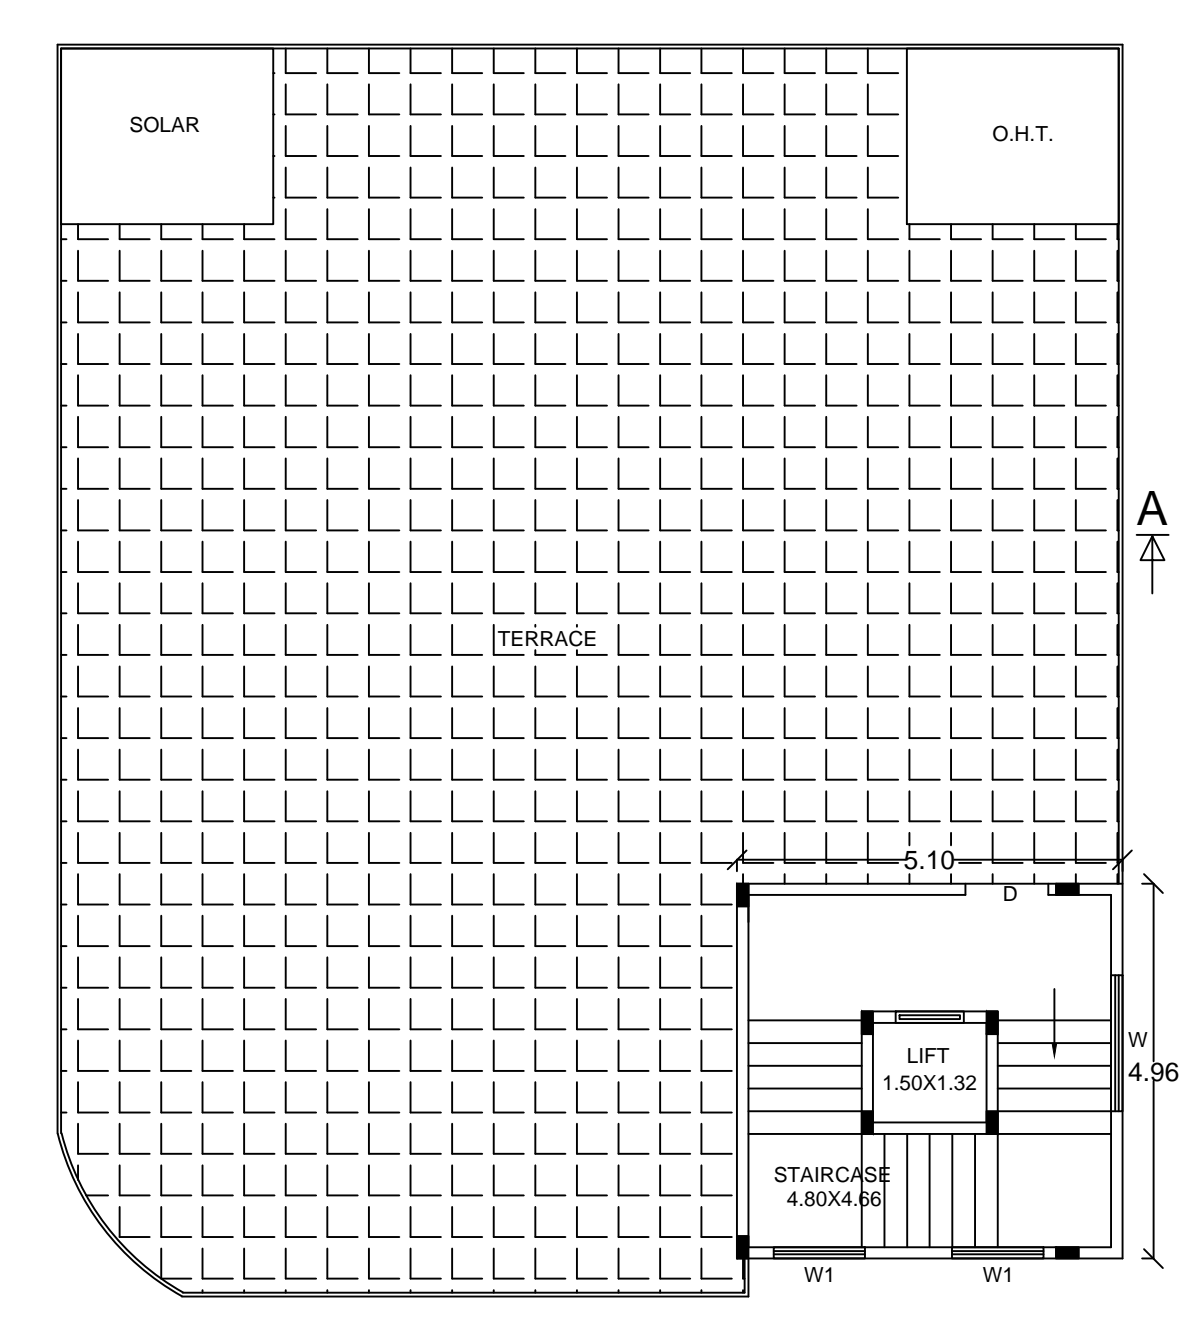 SOLAR
O.H.T.
A
TERRACE
5.10
D
W
LIFT
4.96
1.50X1.32
STAIRCASE
4.80X4.66
W1
W1